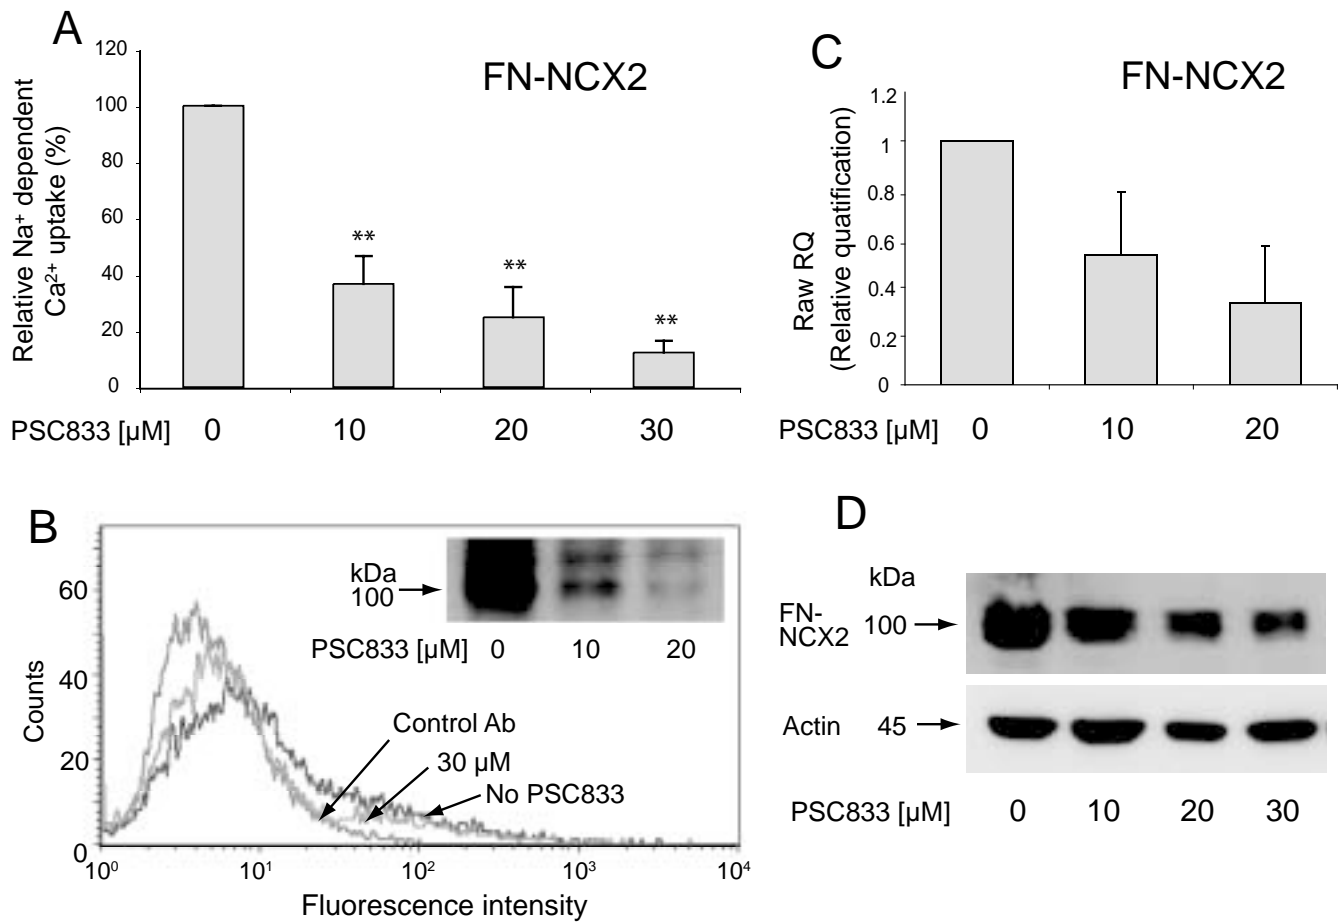 A
FN-NCX2
Relative Na⁺ dependent
Ca²⁺ uptake (%)
120
100
80
60
40
20
0
**
**
**
PSC833 [µM] 0 10 20 30
C
FN-NCX2
Raw RQ
(Relative quatification)
1.2
1
0.8
0.6
0.4
0.2
0
PSC833 [µM] 0 10 20
B
Counts
60
40
20
0
kDa
100
PSC833 [µM] 0 10 20
Control Ab
30 µM
No PSC833
10⁰ 10¹ 10² 10³ 10⁴
Fluorescence intensity
D
kDa
FN-
NCX2
100
Actin 45
PSC833 [µM] 0 10 20 30